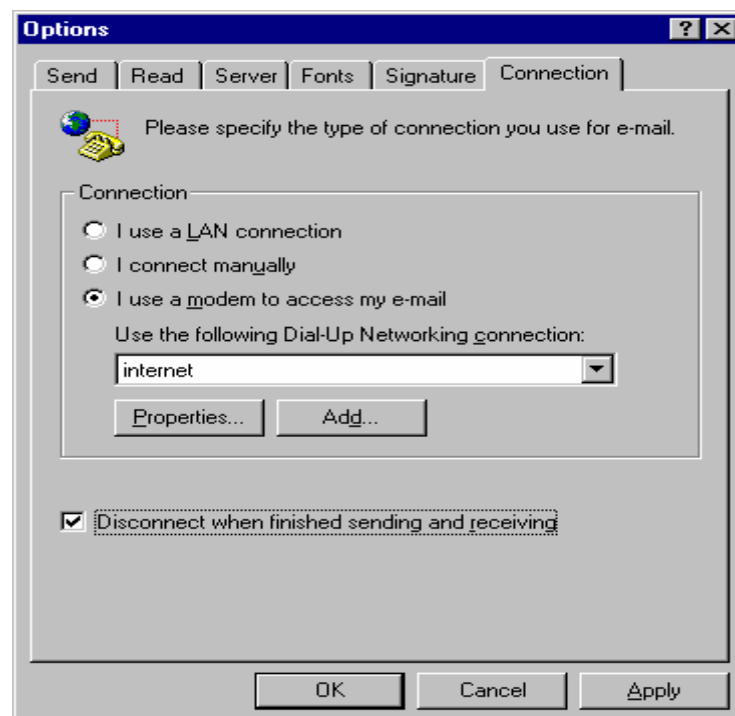 Options
Send Read Server Fonts Signature Connection
Please specify the type of connection you use for e-mail.
Connection
I use a LAN connection
I connect manually
I use a modem to access my e-mail
Use the following Dial-Up Networking connection:
internet
Properties... Add...
Disconnect when finished sending and receiving
OK Cancel Apply